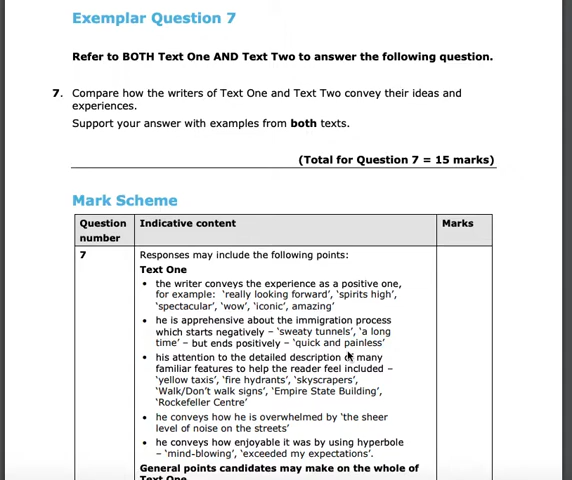 Exemplar Question 7
Refer to BOTH Text One AND Text Two to answer the following question.
7. Compare how the writers of Text One and Text Two convey their ideas and
experiences.
Support your answer with examples from both texts.
(Total for Question 7 = 15 marks)
Mark Scheme
Question number Indicative content Marks
7 Responses may include the following points:
Text One
• the writer conveys the experience as a positive one,
for example: 'really looking forward', 'spirits high',
'spectacular', 'wow', 'iconic', amazing'
• he is apprehensive about the immigration process
which starts negatively – 'sweaty tunnels', 'a long
time' – but ends positively – 'quick and painless'
• his attention to the detailed description of many
familiar features to help the reader feel included –
'yellow taxis', 'fire hydrants', 'skyscrapers',
'Walk/Don't walk signs', 'Empire State Building',
'Rockefeller Centre'
• he conveys how he is overwhelmed by 'the sheer
level of noise on the streets'
• he conveys how enjoyable it was by using hyperbole
– 'mind-blowing', 'exceeded my expectations'.
General points candidates may make on the whole of
Text One